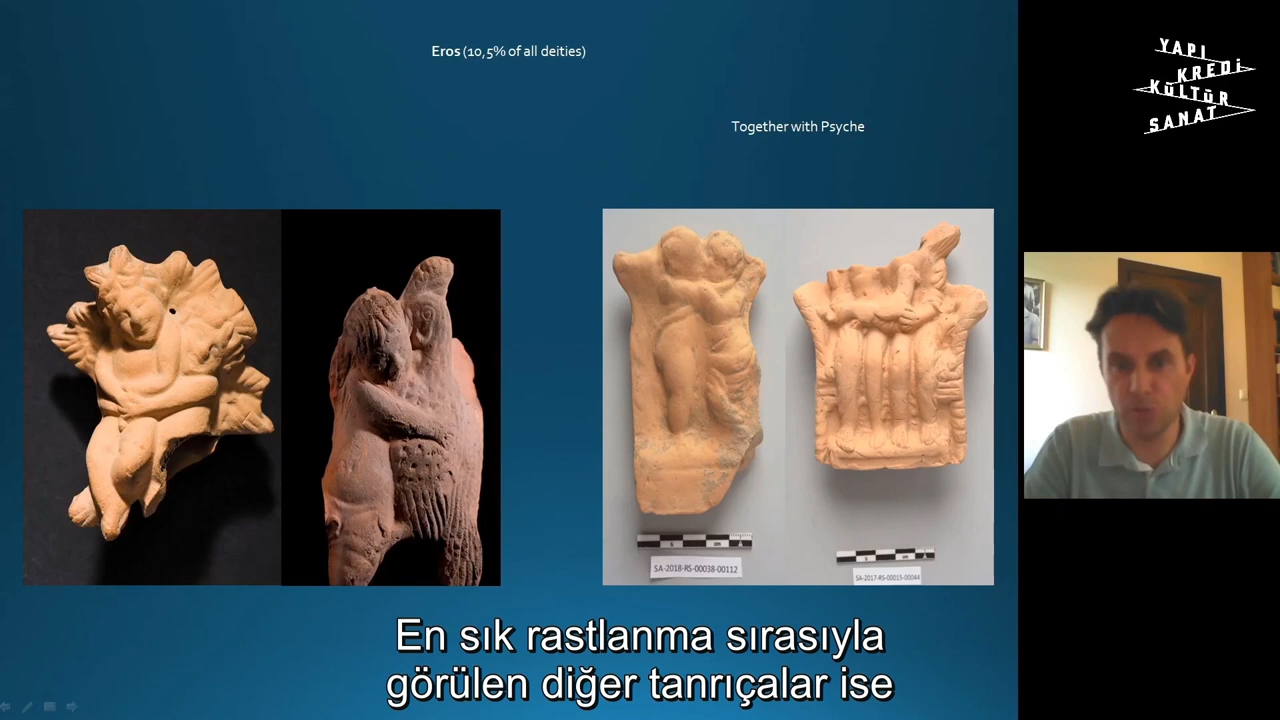 Eros (10,5% of all deities)
Together with Psyche
YAPI
KREDİ
KÜLTÜR
SANAT
SA-2018-RS-00038-00112
SA-2017-RS-00015-00044
En sık rastlanma sırasıyla
görülen diğer tanrıçalar ise